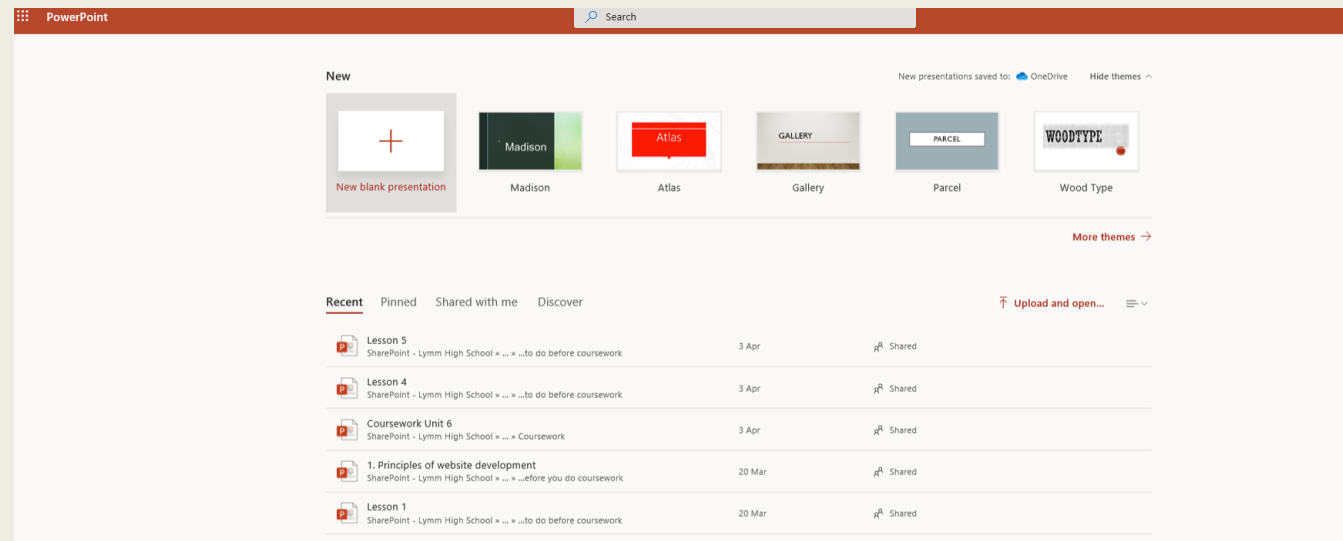 PowerPoint
Search
New
New presentations saved to: OneDrive Hide themes
Madison
Atlas
GALLERY
PARCEL
WOODTYPE
New blank presentation
Madison
Atlas
Gallery
Parcel
Wood Type
More themes
Recent Pinned Shared with me Discover
Upload and open...
Lesson 5
SharePoint - Lymm High School » ... » ...to do before coursework
3 Apr
Shared
Lesson 4
SharePoint - Lymm High School » ... » ...to do before coursework
3 Apr
Shared
Coursework Unit 6
SharePoint - Lymm High School » ... » Coursework
3 Apr
Shared
1. Principles of website development
SharePoint - Lymm High School » ... » ...efore you do coursework
20 Mar
Shared
Lesson 1
SharePoint - Lymm High School » ... » ...to do before coursework
20 Mar
Shared